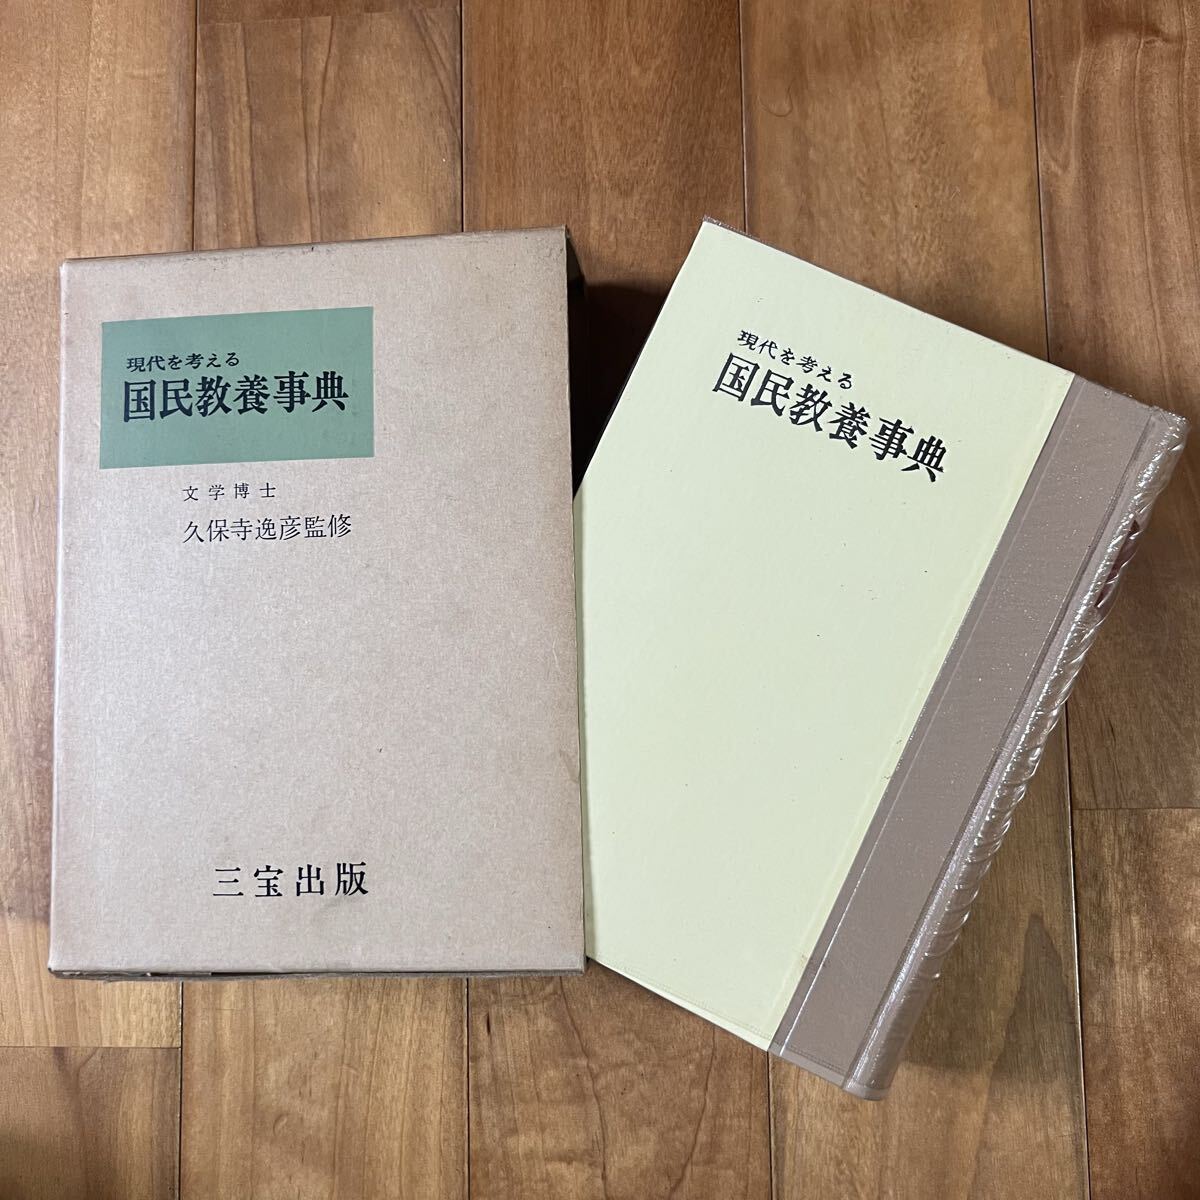 現代を考える
国民教養事典
文学博士
久保寺逸彦監修
三宝出版
現代を考える
国民教養事典